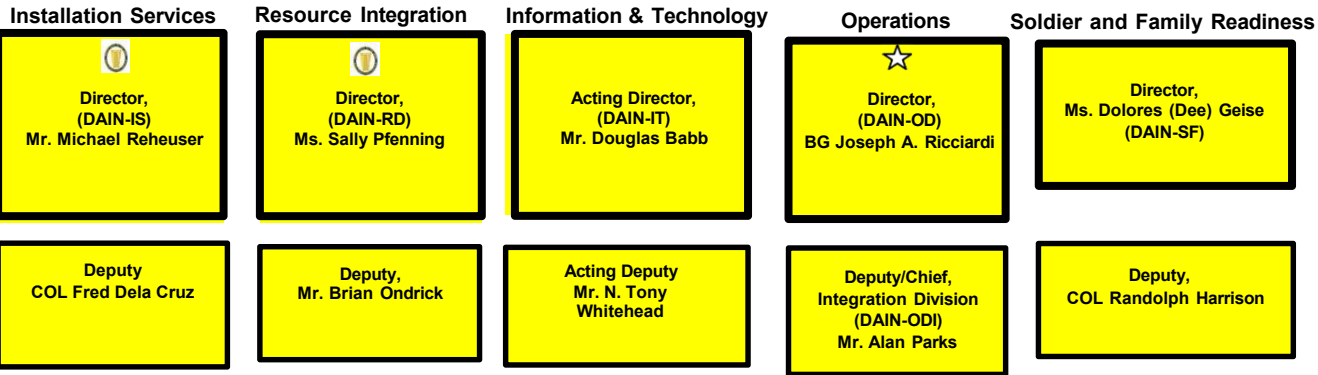 Installation Services
Director,
(DAIN-IS)
Mr. Michael Reheuser
Deputy
COL Fred Dela Cruz
Resource Integration
Director,
(DAIN-RD)
Ms. Sally Pfenning
Deputy,
Mr. Brian Ondrick
Information & Technology
Acting Director,
(DAIN-IT)
Mr. Douglas Babb
Acting Deputy
Mr. N. Tony
Whitehead
Operations
Director,
(DAIN-OD)
BG Joseph A. Ricciardi
Deputy/Chief,
Integration Division
(DAIN-ODI)
Mr. Alan Parks
Soldier and Family Readiness
Director,
Ms. Dolores (Dee) Geise
(DAIN-SF)
Deputy,
COL Randolph Harrison